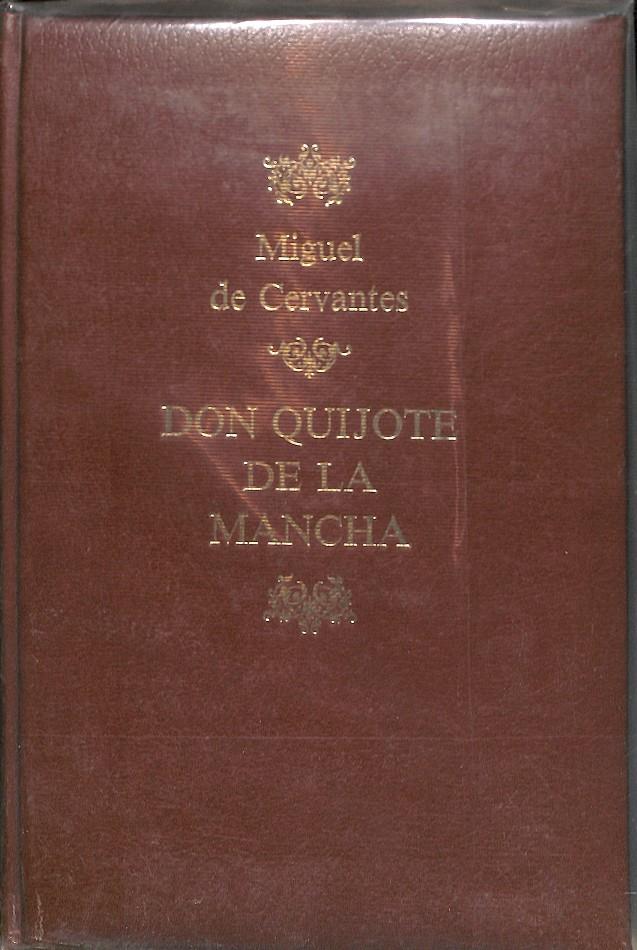 Miguel
de Cervantes
DON QUIJOTE
DE LA
MANCHA